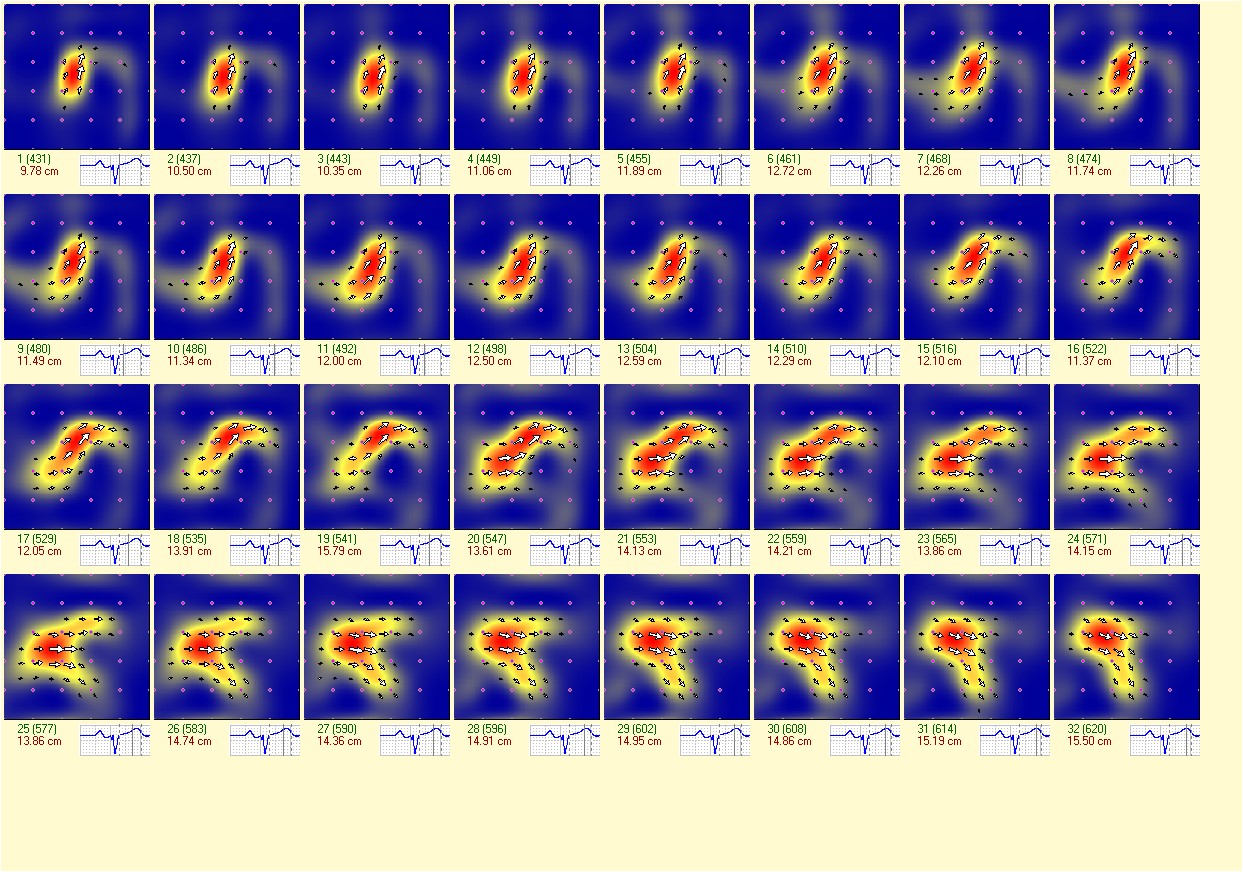 1 (431)
9.78 cm
2 (437)
10.50 cm
3 (443)
10.35 cm
4 (449)
11.06 cm
5 (455)
11.89 cm
6 (461)
12.72 cm
7 (468)
12.26 cm
8 (474)
11.74 cm
9 (480)
11.49 cm
10 (486)
11.34 cm
11 (492)
12.00 cm
12 (498)
12.50 cm
13 (504)
12.59 cm
14 (510)
12.29 cm
15 (516)
12.10 cm
16 (522)
11.37 cm
17 (529)
12.05 cm
18 (535)
13.91 cm
19 (541)
15.79 cm
20 (547)
13.61 cm
21 (553)
14.13 cm
22 (559)
14.21 cm
23 (565)
13.86 cm
24 (571)
14.15 cm
25 (577)
13.86 cm
26 (583)
14.74 cm
27 (590)
14.36 cm
28 (596)
14.91 cm
29 (602)
14.95 cm
30 (608)
14.86 cm
31 (614)
15.19 cm
32 (620)
15.50 cm